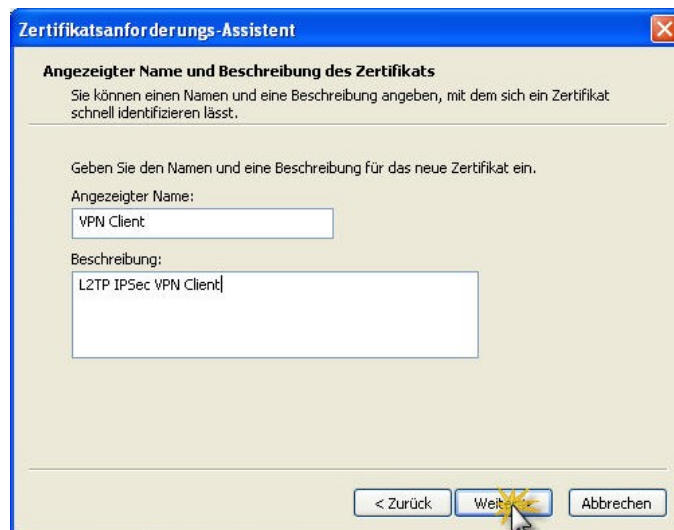 Zertifikatsanforderungs-Assistent
Angezeigter Name und Beschreibung des Zertifikats
Sie können einen Namen und eine Beschreibung angeben, mit dem sich ein Zertifikat
schnell identifizieren lässt.
Geben Sie den Namen und eine Beschreibung für das neue Zertifikat ein.
Angezeigter Name:
VPN Client
Beschreibung:
L2TP IPSec VPN Client
< Zurück
Abbrechen